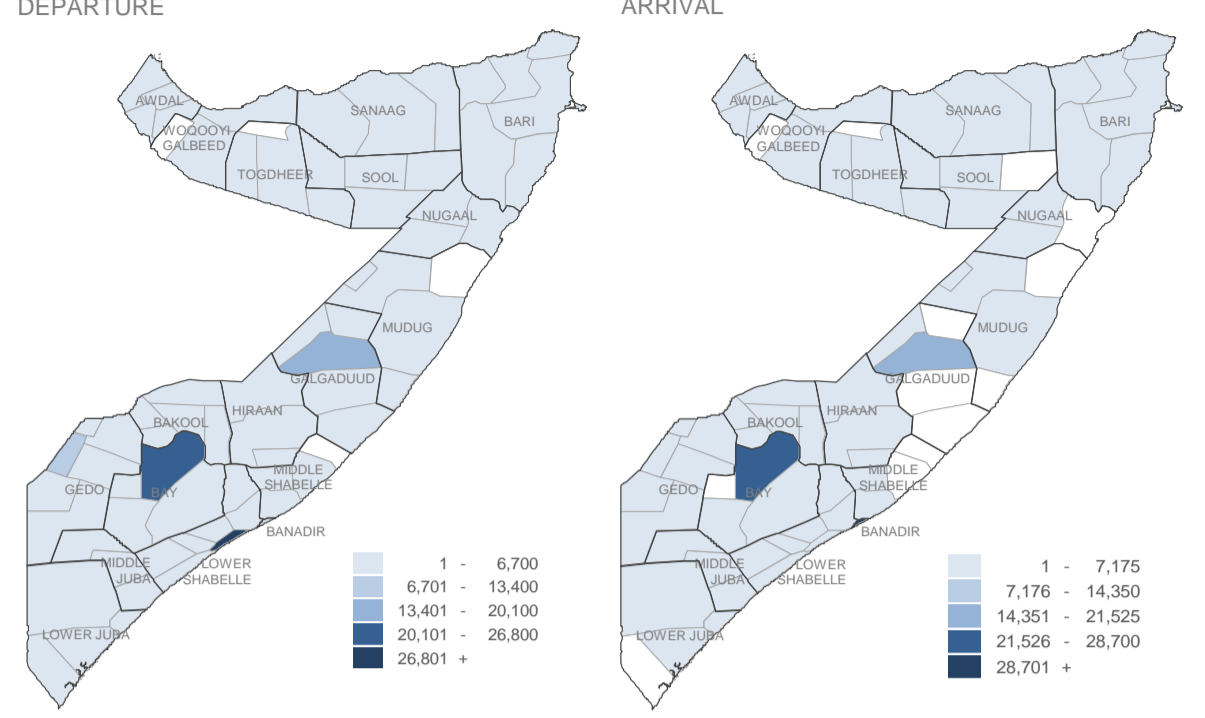 DEPARTURE
AWDAL
WOQOOYI
GALBEED
TOGDHEER
SANAAG
SOOL
BARI
NUGAAL
MUDUG
GALGADUUD
HIRAAN
BAKOOL
GEDO
BAY
MIDDLE
SHABELLE
BANADIR
LOWER
SHABELLE
MIDDLE
JUBA
LOWER JUBA
1 - 6,700
6,701 - 13,400
13,401 - 20,100
20,101 - 26,800
26,801 +
ARRIVAL
AWDAL
WOQOOYI
GALBEED
TOGDHEER
SANAAG
SOOL
BARI
NUGAAL
MUDUG
GALGADUUD
HIRAAN
BAKOOL
GEDO
BAY
MIDDLE
SHABELLE
BANADIR
LOWER
SHABELLE
MIDDLE
JUBA
LOWER JUBA
1 - 7,175
7,176 - 14,350
14,351 - 21,525
21,526 - 28,700
28,701 +